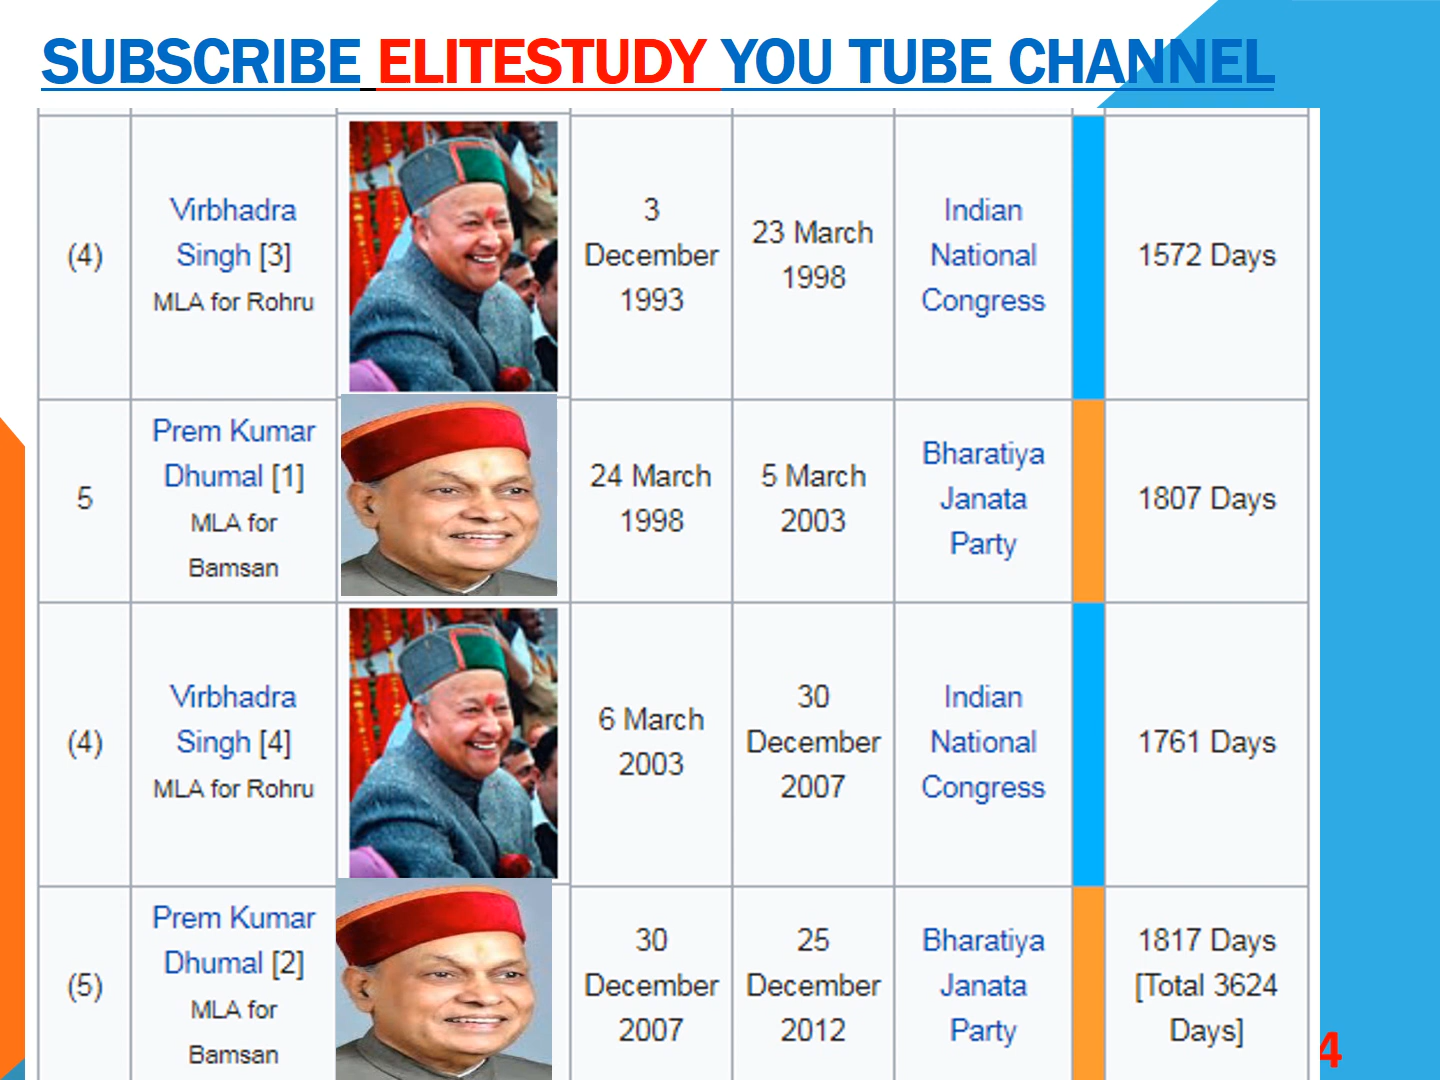 SUBSCRIBE ELITESTUDY YOU TUBE CHANNEL
(4)
Virbhadra
Singh [3]
MLA for Rohru
3
December
1993
23 March
1998
Indian
National
Congress
1572 Days
5
Prem Kumar
Dhumal [1]
MLA for
Bamsan
24 March
1998
5 March
2003
Bharatiya
Janata
Party
1807 Days
(4)
Virbhadra
Singh [4]
MLA for Rohru
6 March
2003
30
December
2007
Indian
National
Congress
1761 Days
(5)
Prem Kumar
Dhumal [2]
MLA for
Bamsan
30
December
2007
25
December
2012
Bharatiya
Janata
Party
1817 Days
[Total 3624
Days]
4